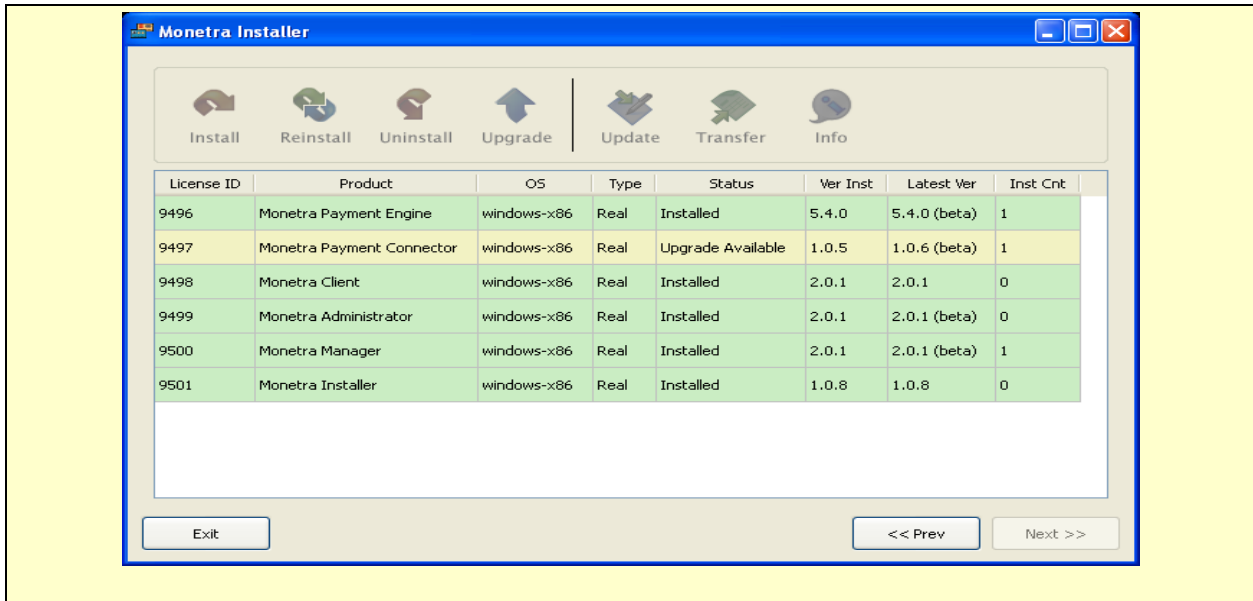 Monetra Installer
Install Reinstall Uninstall Upgrade Update Transfer Info
License ID Product OS Type Status Ver Inst Latest Ver Inst Cnt
9496 Monetra Payment Engine windows-x86 Real Installed 5.4.0 5.4.0 (beta) 1
9497 Monetra Payment Connector windows-x86 Real Upgrade Available 1.0.5 1.0.6 (beta) 1
9498 Monetra Client windows-x86 Real Installed 2.0.1 2.0.1 0
9499 Monetra Administrator windows-x86 Real Installed 2.0.1 2.0.1 (beta) 0
9500 Monetra Manager windows-x86 Real Installed 2.0.1 2.0.1 (beta) 1
9501 Monetra Installer windows-x86 Real Installed 1.0.8 1.0.8 0
Exit << Prev Next >>